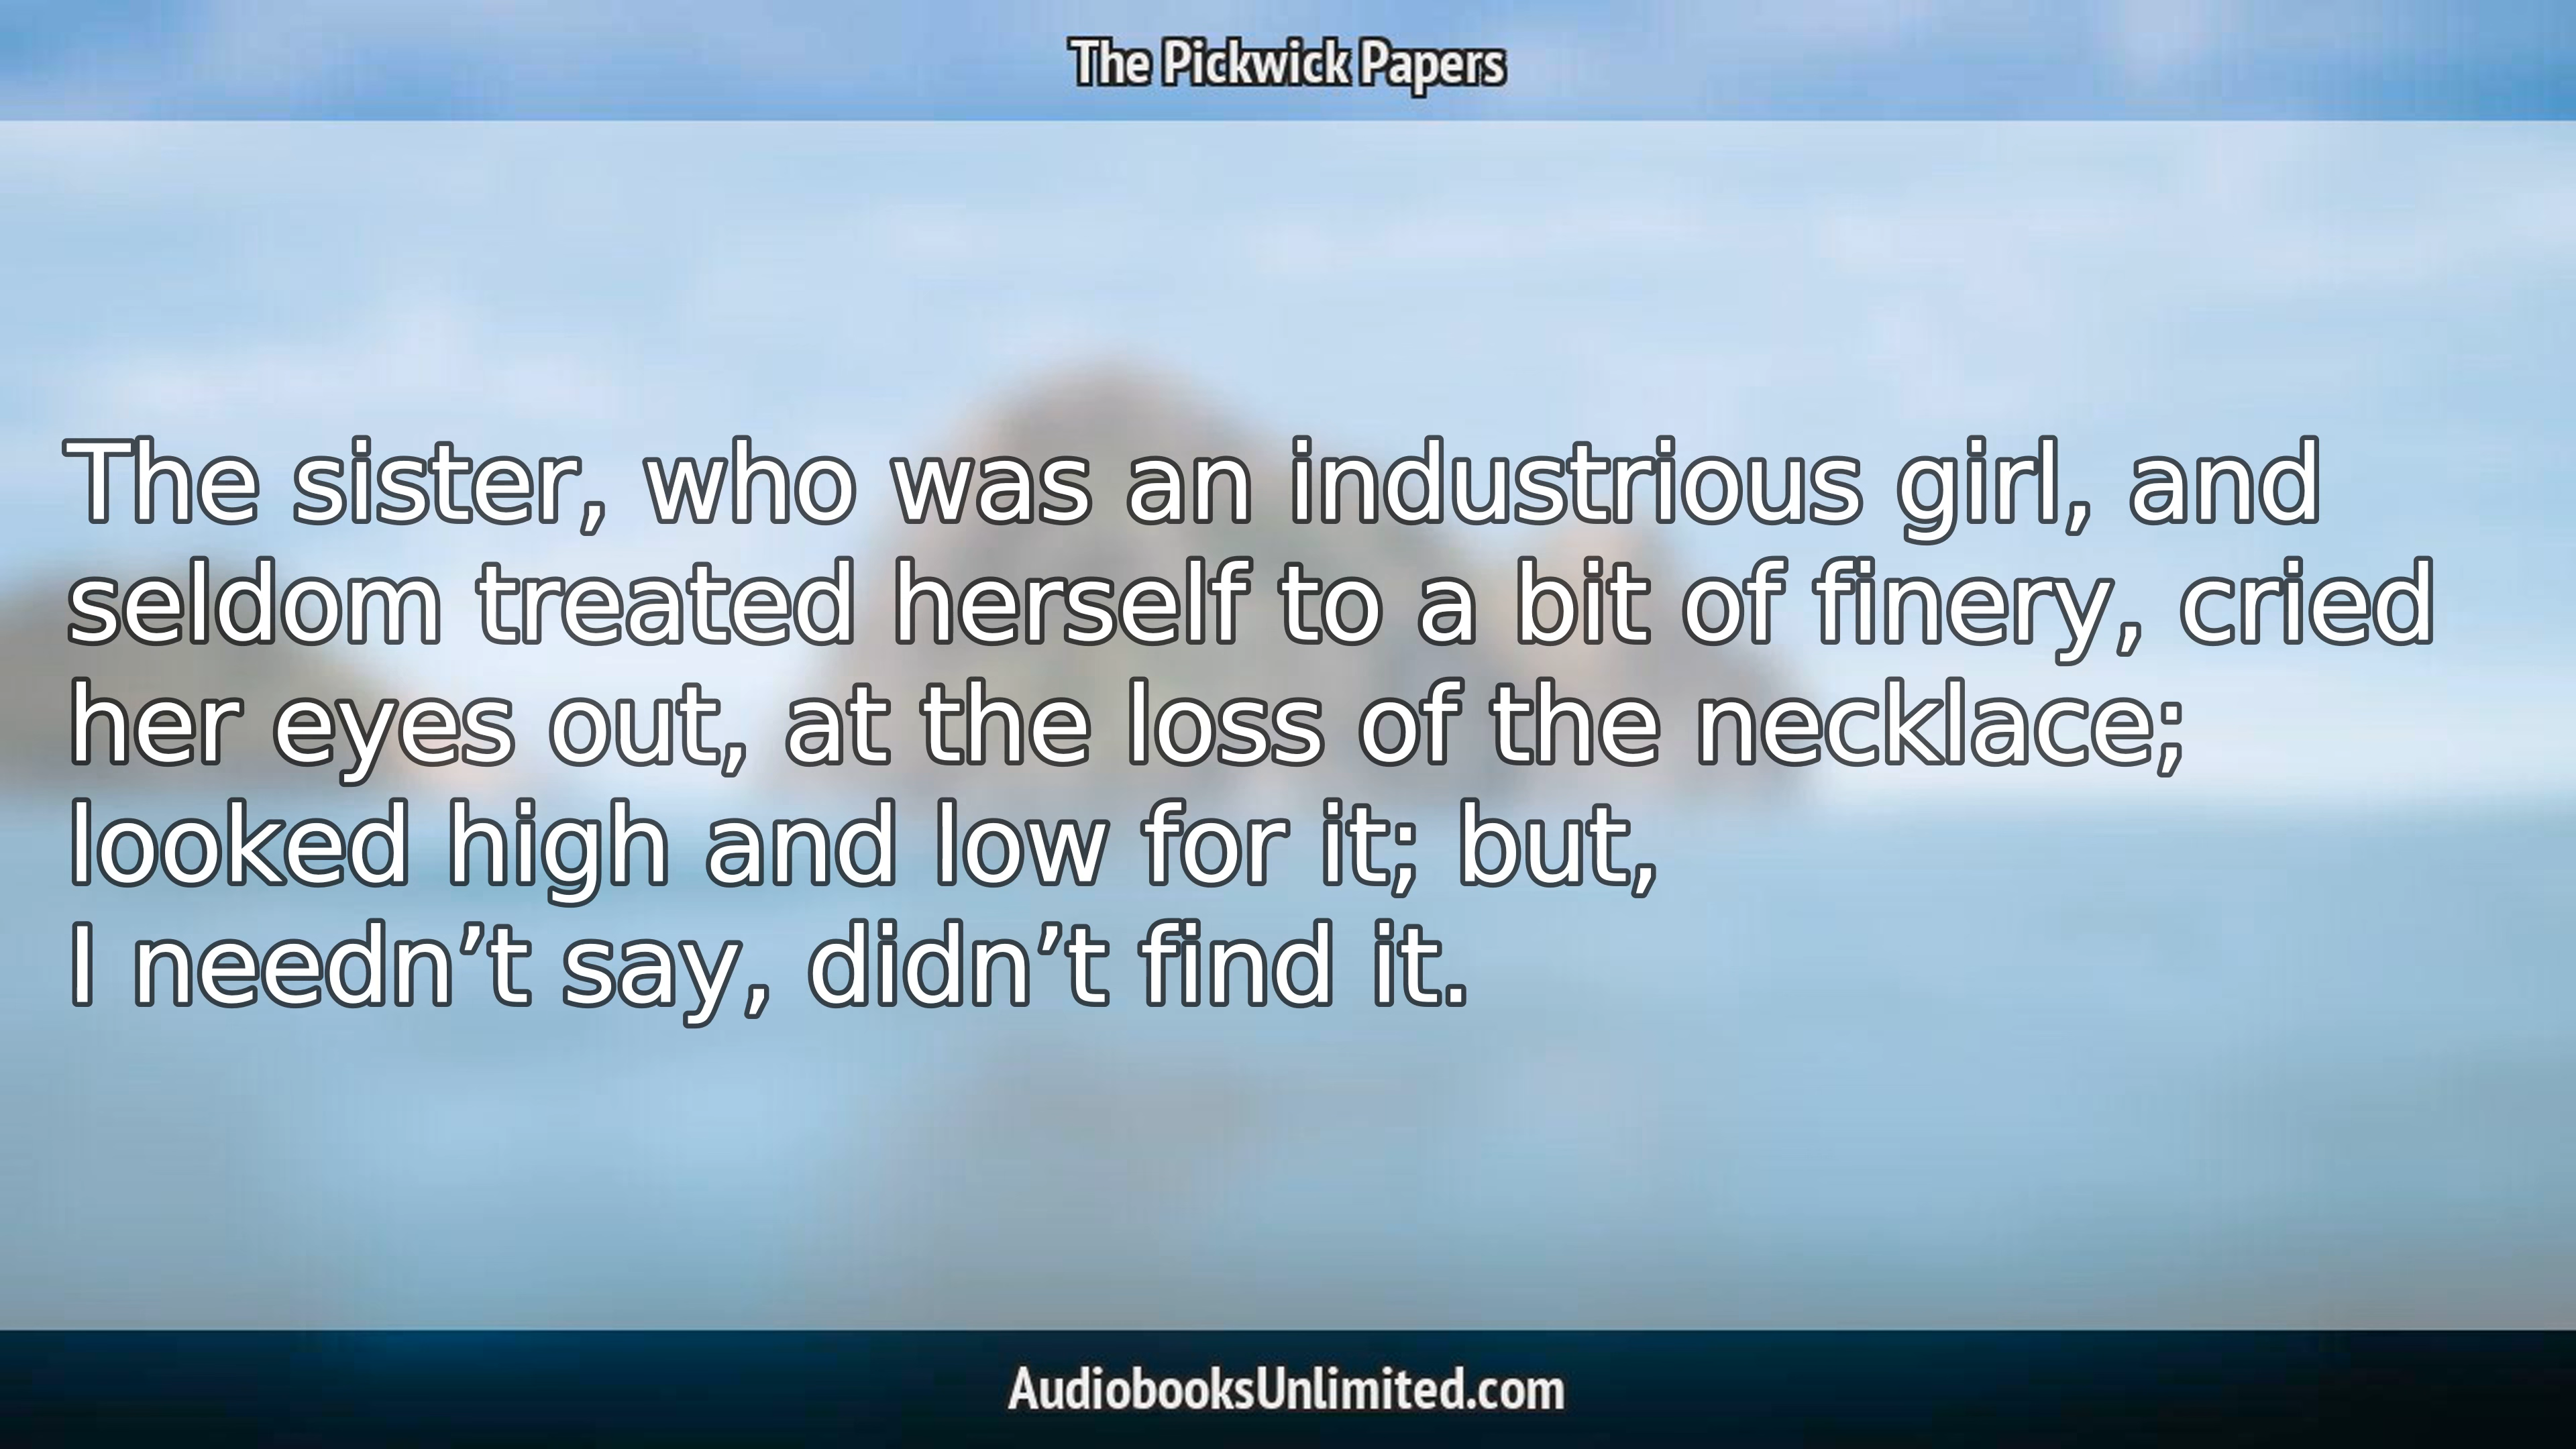 The Pickwick Papers
The sister, who was an industrious girl, and
seldom treated herself to a bit of finery, cried
her eyes out, at the loss of the necklace;
looked high and low for it; but,
I needn’t say, didn’t find it.
AudiobooksUnlimited.com